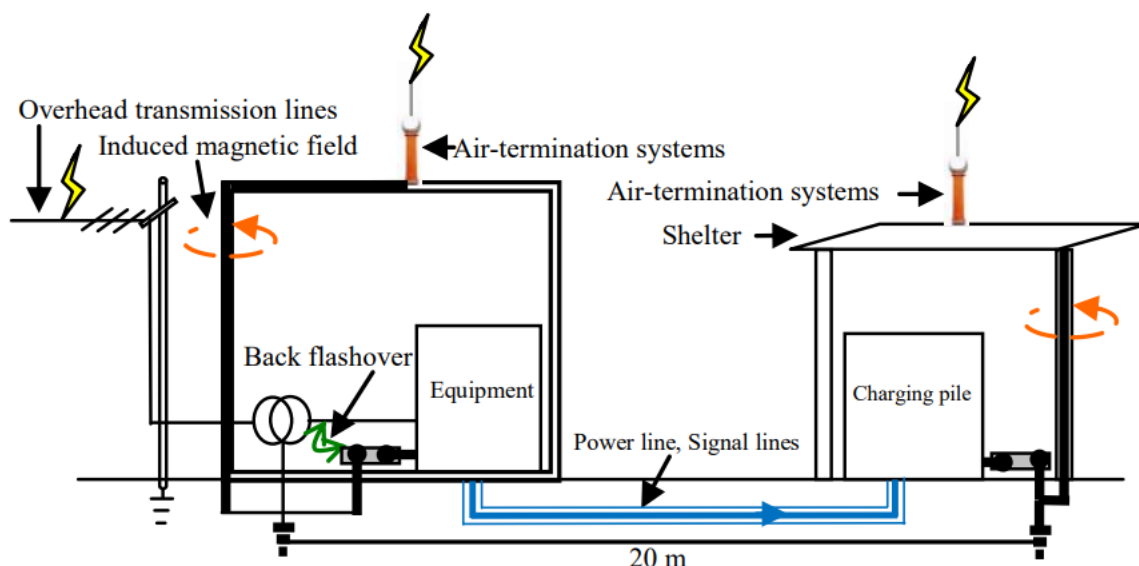 Overhead transmission lines
Induced magnetic field
Air-termination systems
Air-termination systems
Shelter
Back flashover
Equipment
Charging pile
Power line, Signal lines
20 m